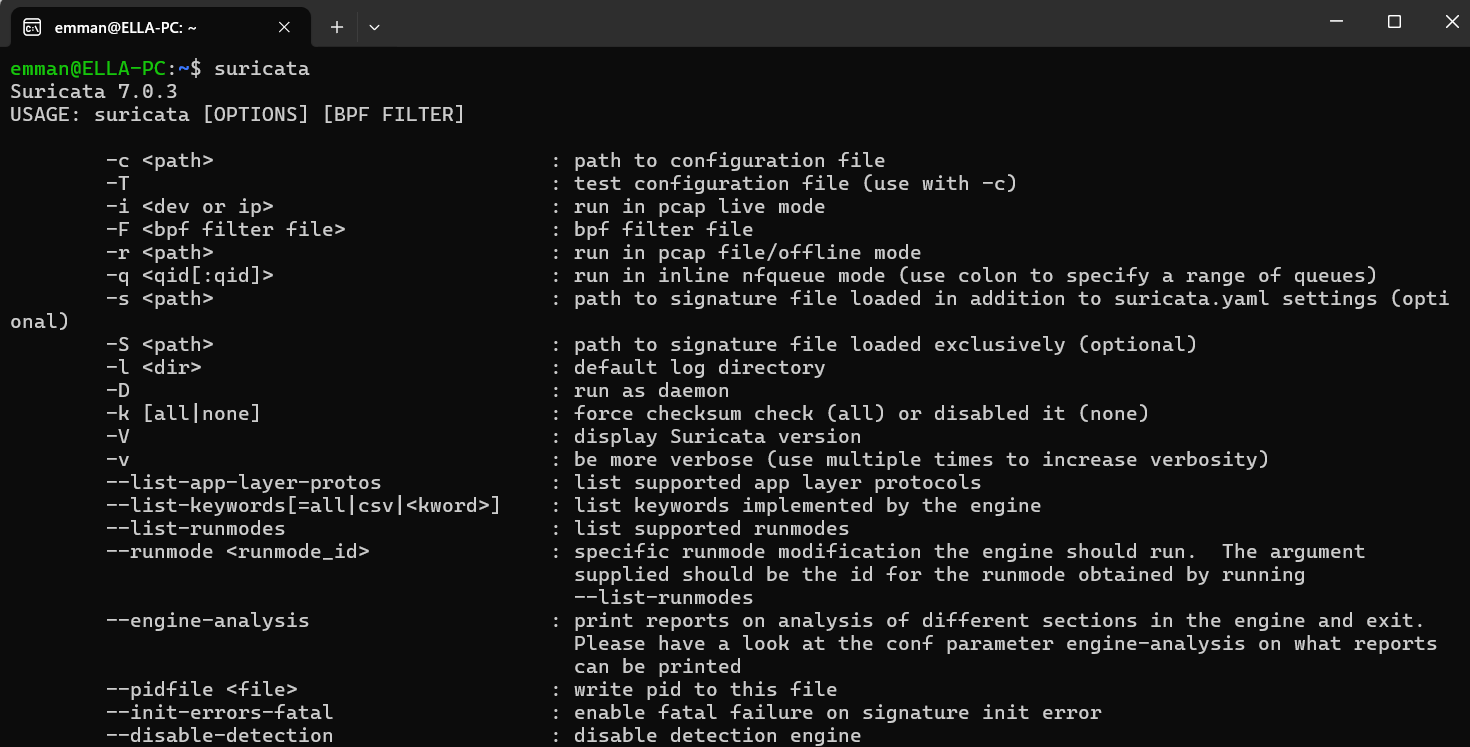 emman@ELLA-PC: ~
emman@ELLA-PC:~$ suricata
Suricata 7.0.3
USAGE: suricata [OPTIONS] [BPF FILTER]
-c <path> : path to configuration file
-T : test configuration file (use with -c)
-i <dev or ip> : run in pcap live mode
-F <bpf filter file> : bpf filter file
-r <path> : run in pcap file/offline mode
-q <qid[:qid]> : run in inline nfqueue mode (use colon to specify a range of queues)
-s <path> : path to signature file loaded in addition to suricata.yaml settings (opti
onal)
-S <path> : path to signature file loaded exclusively (optional)
-l <dir> : default log directory
-D : run as daemon
-k [all|none] : force checksum check (all) or disabled it (none)
-V : display Suricata version
-v : be more verbose (use multiple times to increase verbosity)
--list-app-layer-protos : list supported app layer protocols
--list-keywords[=all|csv|<kword>] : list keywords implemented by the engine
--list-runmodes : list supported runmodes
--runmode <runmode_id> : specific runmode modification the engine should run.  The argument
supplied should be the id for the runmode obtained by running
--list-runmodes
--engine-analysis : print reports on analysis of different sections in the engine and exit.
Please have a look at the conf parameter engine-analysis on what reports
can be printed
--pidfile <file> : write pid to this file
--init-errors-fatal : enable fatal failure on signature init error
--disable-detection : disable detection engine